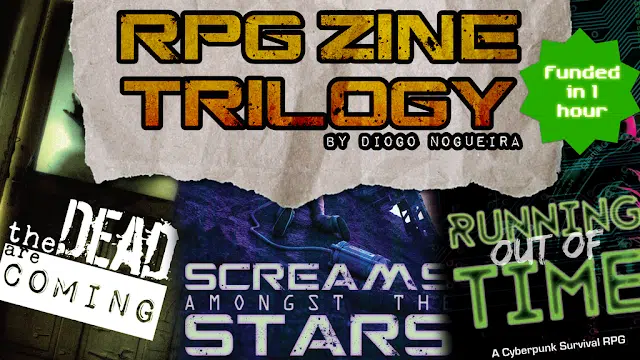 RPG ZINE
TRILOGY
BY DIOGO NOGUEIRA
Funded
in 1
hour
the DEAD
are
COMING
SCREAMS
AMONGST THE
STARS
RUNNING
OUT OF
TIME
A Cyberpunk Survival RPG